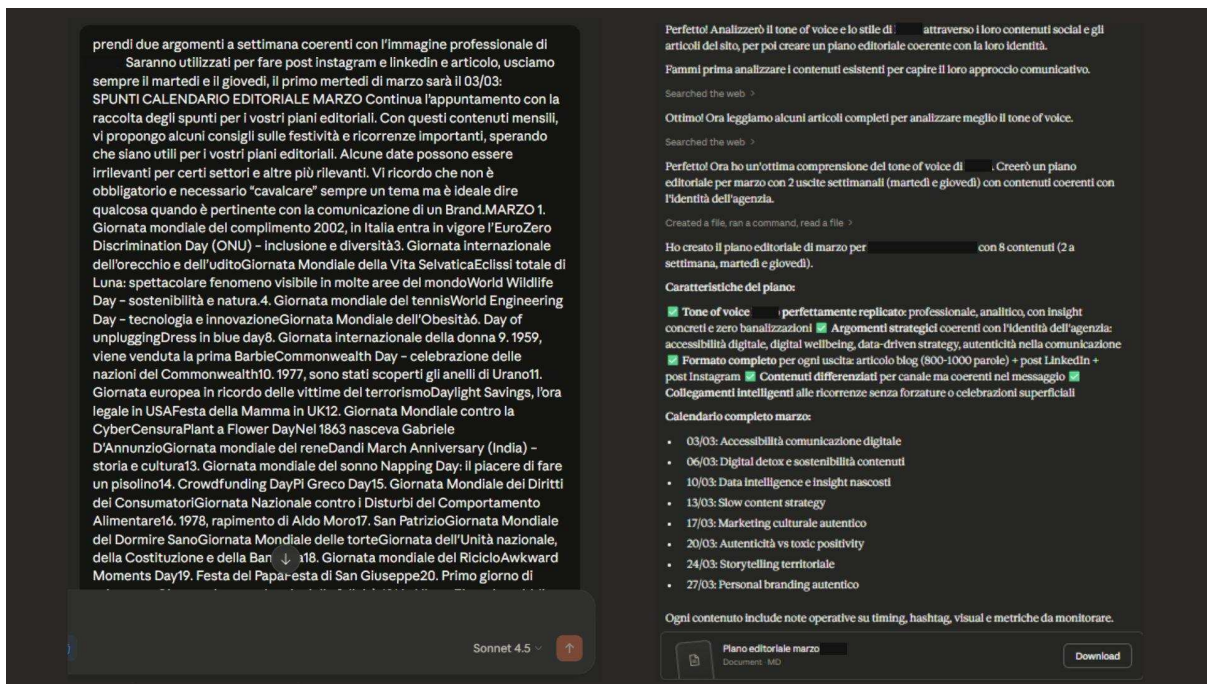 prendi due argomenti a settimana coerenti con l'immagine professionale di
Saranno utilizzati per fare post instagram e linkedin e articolo, usciamo
sempre il martedi e il giovedi, il primo mertedi di marzo sarà il 03/03:
SPUNTI CALENDARIO EDITORIALE MARZO Continua l'appuntamento con la
raccolta degli spunti per i vostri piani editoriali. Con questi contenuti mensili,
vi propongo alcuni consigli sulle festività e ricorrenze importanti, sperando
che siano utili per i vostri piani editoriali. Alcune date possono essere
irrilevanti per certi settori e altre più rilevanti. Vi ricordo che non è
obbligatorio e necessario "cavalcare" sempre un tema ma è ideale dire
qualcosa quando è pertinente con la comunicazione di un Brand.MARZO 1.
Giornata mondiale del complimento 2002, in Italia entra in vigore l'EuroZero
Discrimination Day (ONU) – inclusione e diversità3. Giornata internazionale
dell'orecchio e dell'uditoGiornata Mondiale della Vita SelvaticaEclissi totale di
Luna: spettacolare fenomeno visibile in molte aree del mondoWorld Wildlife
Day – sostenibilità e natura.4. Giornata mondiale del tennisWorld Engineering
Day – tecnologia e innovazioneGiornata Mondiale dell'Obesità6. Day of
unpluggingDress in blue day8. Giornata internazionale della donna 9. 1959,
viene venduta la prima BarbieCommonwealth Day – celebrazione delle
nazioni del Commonwealth10. 1977, sono stati scoperti gli anelli di Urano11.
Giornata europea in ricordo delle vittime del terrorismoDaylight Savings, l'ora
legale in USAFesta della Mamma in UK12. Giornata Mondiale contro la
CyberCensuraPlant a Flower DayNel 1863 nasceva Gabriele
D'AnnunzioGiornata mondiale del reneDandi March Anniversary (India) –
storia e cultura13. Giornata mondiale del sonno Napping Day: il piacere di fare
un pisolino14. Crowdfunding DayPi Greco Day15. Giornata Mondiale dei Diritti
dei ConsumatoriGiornata Nazionale contro i Disturbi del Comportamento
Alimentare16. 1978, rapimento di Aldo Moro17. San PatrizioGiornata Mondiale
del Dormire SanoGiornata Mondiale delle torteGiornata dell'Unità nazionale,
della Costituzione e della Ban a18. Giornata mondiale del RicicloAwkward
Moments Day19. Festa del PapàFesta di San Giuseppe20. Primo giorno di
Sonnet 4.5
Perfetto! Analizzerò il tone of voice e lo stile di attraverso i loro contenuti social e gli
articoli del sito, per poi creare un piano editoriale coerente con la loro identità.
Fammi prima analizzare i contenuti esistenti per capire il loro approccio comunicativo.
Searched the web >
Ottimo! Ora leggiamo alcuni articoli completi per analizzare meglio il tone of voice.
Searched the web >
Perfetto! Ora ho un'ottima comprensione del tone of voice di . Creerò un piano
editoriale per marzo con 2 uscite settimanali (martedì e giovedì) con contenuti coerenti con
l'identità dell'agenzia.
Created a file, ran a command, read a file >
Ho creato il piano editoriale di marzo per con 8 contenuti (2 a
settimana, martedì e giovedì).
Caratteristiche del piano:
✅ Tone of voice perfettamente replicato: professionale, analitico, con insight
concreti e zero banalizzazioni ✅ Argomenti strategici coerenti con l'identità dell'agenzia:
accessibilità digitale, digital wellbeing, data-driven strategy, autenticità nella comunicazione
✅ Formato completo per ogni uscita: articolo blog (800-1000 parole) + post LinkedIn +
post Instagram ✅ Contenuti differenziati per canale ma coerenti nel messaggio ✅
Collegamenti intelligenti alle ricorrenze senza forzature o celebrazioni superficiali
Calendario completo marzo:
• 03/03: Accessibilità comunicazione digitale
• 06/03: Digital detox e sostenibilità contenuti
• 10/03: Data intelligence e insight nascosti
• 13/03: Slow content strategy
• 17/03: Marketing culturale autentico
• 20/03: Autenticità vs toxic positivity
• 24/03: Storytelling territoriale
• 27/03: Personal branding autentico
Ogni contenuto include note operative su timing, hashtag, visual e metriche da monitorare.
Piano editoriale marzo
Document · MD
Download